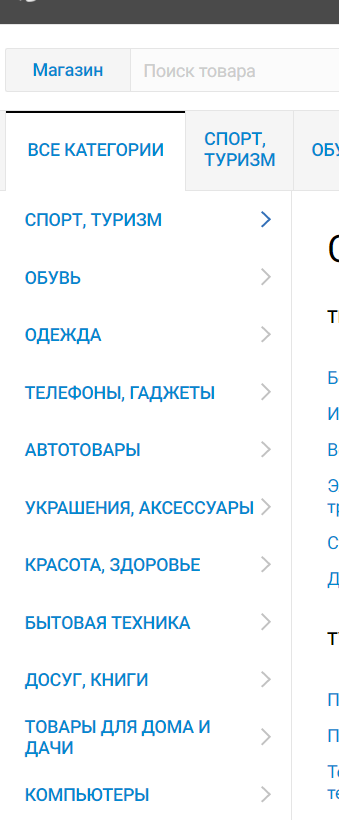 Магазин
Поиск товара
ВСЕ КАТЕГОРИИ
СПОРТ,
ТУРИЗМ
СПОРТ, ТУРИЗМ
ОБУВЬ
ОДЕЖДА
ТЕЛЕФОНЫ, ГАДЖЕТЫ
АВТОТОВАРЫ
УКРАШЕНИЯ, АКСЕССУАРЫ
КРАСОТА, ЗДОРОВЬЕ
БЫТОВАЯ ТЕХНИКА
ДОСУГ, КНИГИ
ТОВАРЫ ДЛЯ ДОМА И
ДАЧИ
КОМПЬЮТЕРЫ